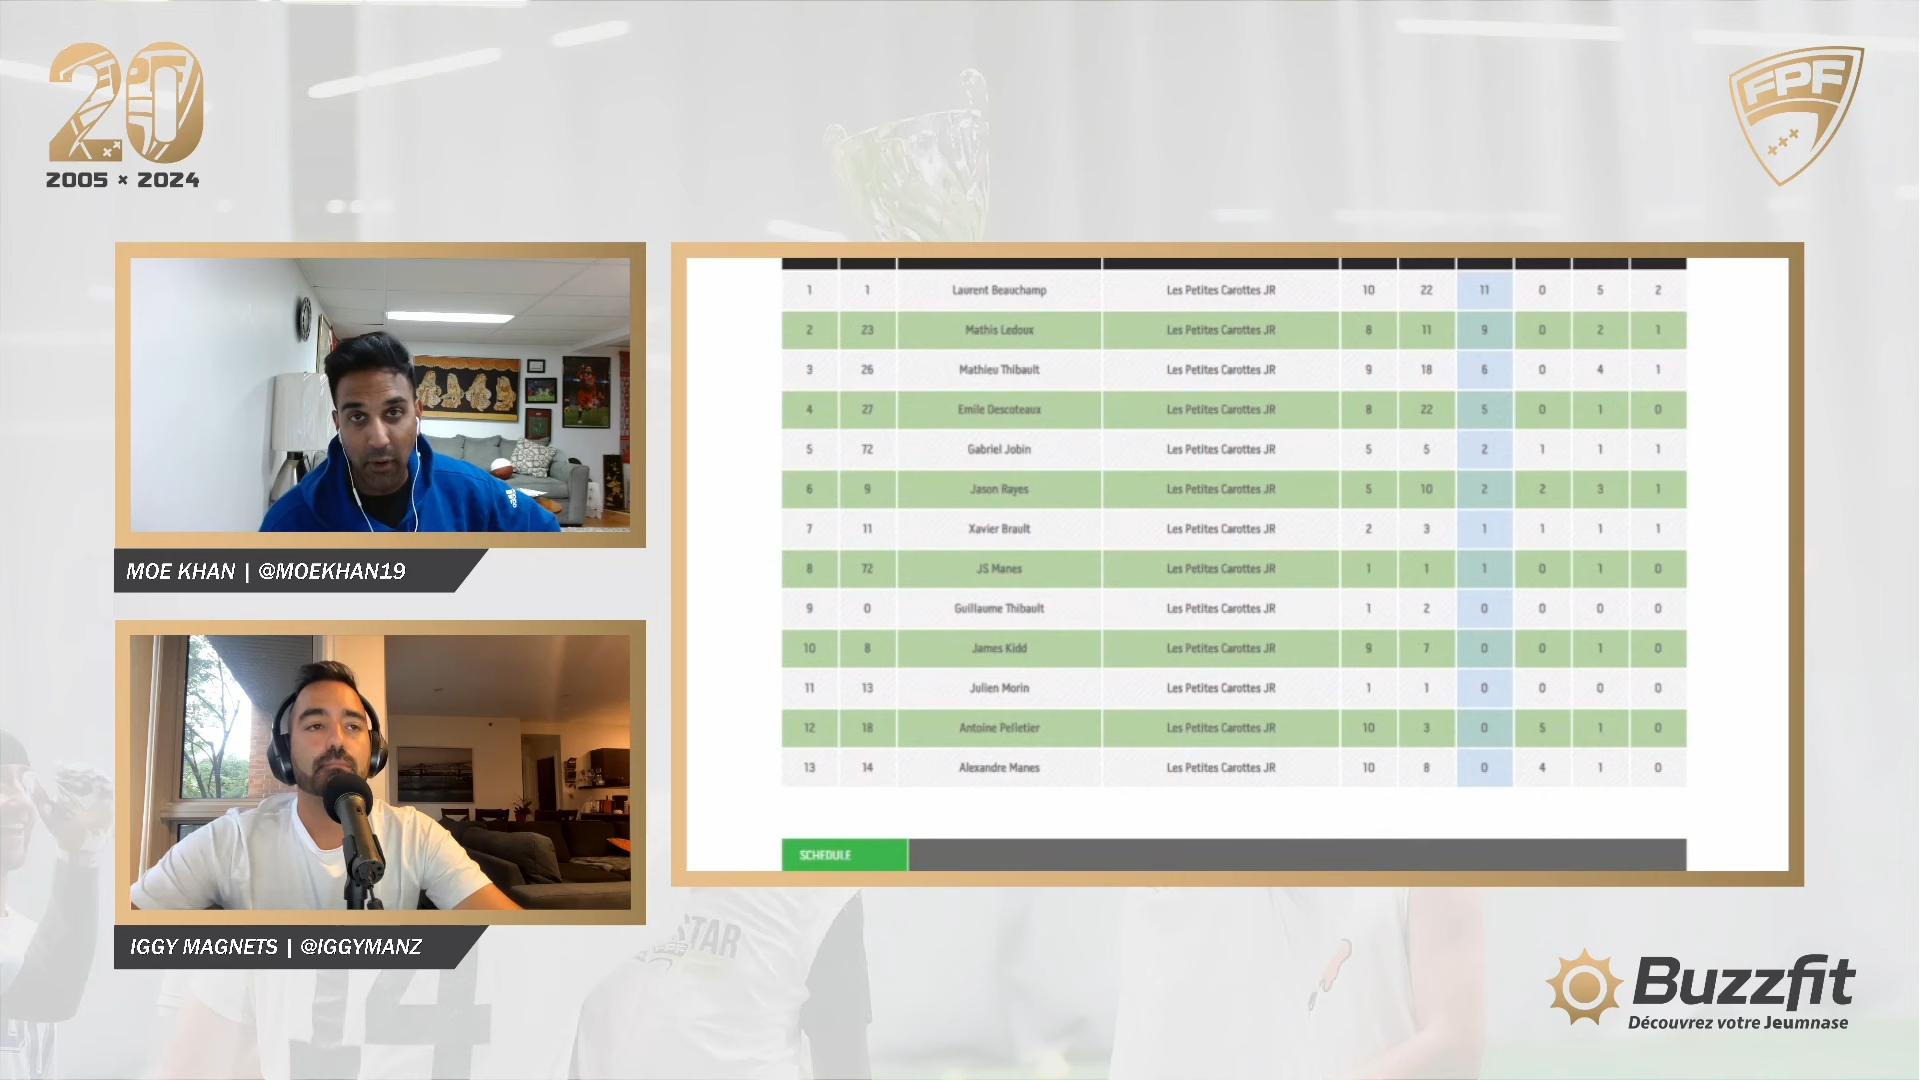 20
2005 × 2024
FPF
1 1 Laurent Beauchamp Les Petites Carottes JR 10 22 11 0 5 2
2 23 Mathis Ledoux Les Petites Carottes JR 8 11 9 0 2 1
3 26 Mathieu Thibault Les Petites Carottes JR 9 18 6 0 4 1
4 27 Emile Descoteaux Les Petites Carottes JR 8 22 5 0 1 0
5 72 Gabriel Jobin Les Petites Carottes JR 5 5 2 1 1 1
6 9 Jason Rayes Les Petites Carottes JR 5 10 2 2 3 1
7 11 Xavier Brault Les Petites Carottes JR 2 3 1 1 1 1
8 72 JS Manes Les Petites Carottes JR 1 1 1 0 1 0
9 0 Guillaume Thibault Les Petites Carottes JR 1 2 0 0 0 0
10 8 James Kidd Les Petites Carottes JR 9 7 0 0 1 0
11 13 Julien Morin Les Petites Carottes JR 1 1 0 0 0 0
12 18 Antoine Pelletier Les Petites Carottes JR 10 3 0 5 1 0
13 14 Alexandre Manes Les Petites Carottes JR 10 8 0 4 1 0
SCHEDULE
MOE KHAN | @MOEKHAN19
IGGY MAGNETS | @IGGYMANZ
STAR
FPF
14
Buzzfit
Découvrez votre Jeumnase